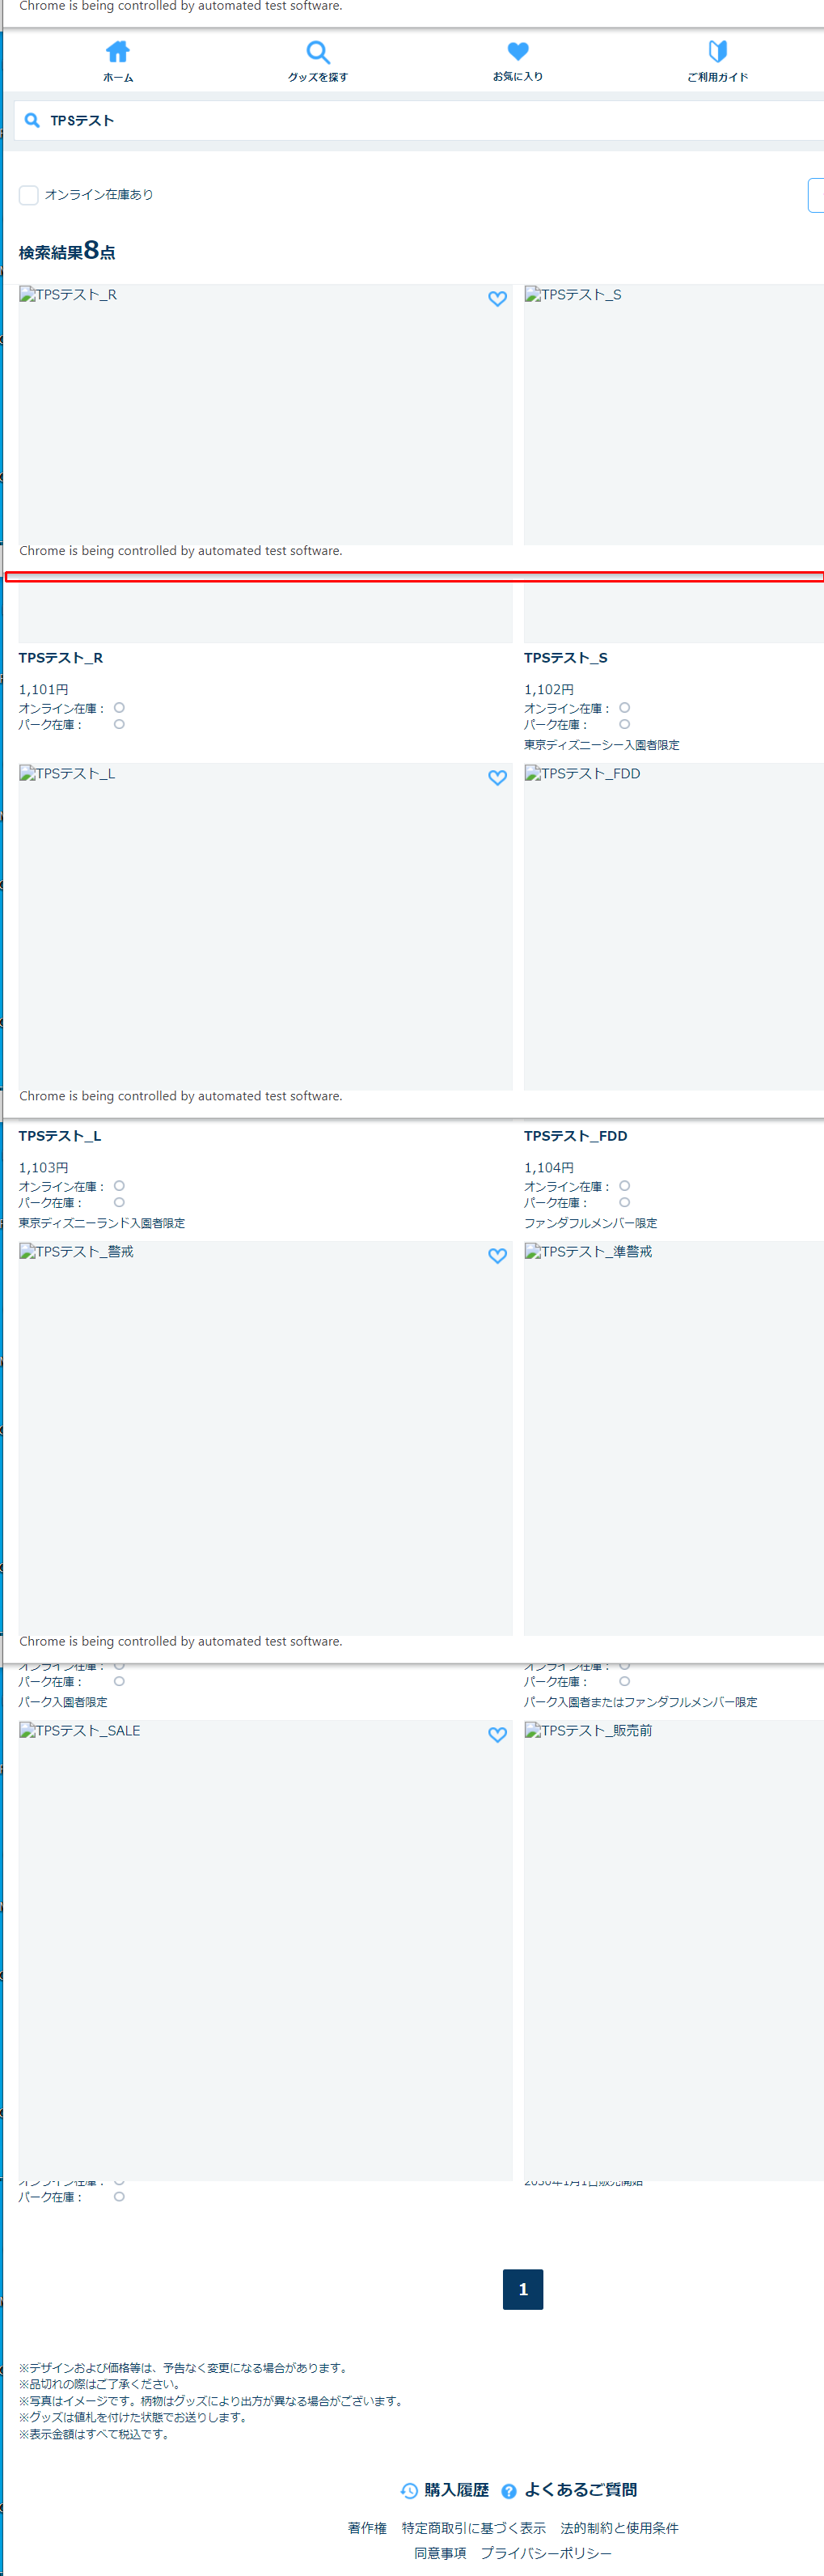 Chrome is being controlled by automated test software.
ホーム
グッズを探す
お気に入り
ご利用ガイド
TPSテスト
オンライン在庫あり
検索結果8点
TPSテスト_R
TPSテスト_S
Chrome is being controlled by automated test software.
TPSテスト_R
TPSテスト_S
1,101円
1,102円
オンライン在庫：
オンライン在庫：
パーク在庫：
パーク在庫：
東京ディズニーシー入園者限定
TPSテスト_L
TPSテスト_FDD
Chrome is being controlled by automated test software.
TPSテスト_L
TPSテスト_FDD
1,103円
1,104円
オンライン在庫：
オンライン在庫：
パーク在庫：
パーク在庫：
東京ディズニーランド入園者限定
ファンダフルメンバー限定
TPSテスト_警戒
TPSテスト_準警戒
Chrome is being controlled by automated test software.
オンライン在庫：
オンライン在庫：
パーク在庫：
パーク在庫：
パーク入園者限定
パーク入園者またはファンダフルメンバー限定
TPSテスト_SALE
TPSテスト_販売前
オンライン在庫：
パーク在庫：
1
※デザインおよび価格等は、予告なく変更になる場合があります。
※品切れの際はご了承ください。
※写真はイメージです。柄物はグッズにより出方が異なる場合がございます。
※グッズは値札を付けた状態でお送りします。
※表示金額はすべて税込です。
購入履歴
よくあるご質問
著作権 特定商取引に基づく表示 法的制約と使用条件
同意事項 プライバシーポリシー